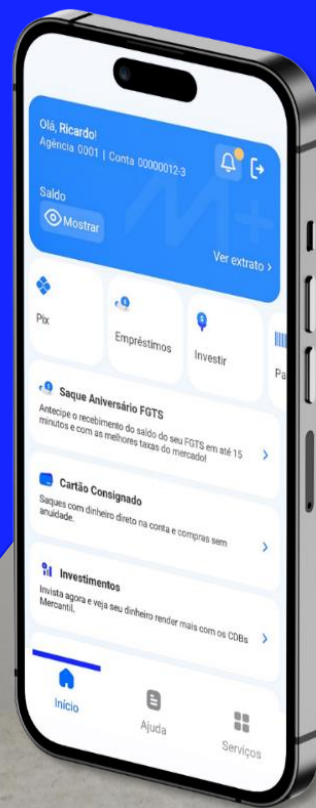 Olá, Ricardo!
Agência 0001 | Conta 00000012-3
Saldo
Mostrar
Ver extrato >
Pix
Empréstimos
Investir
Pa
Saque Aniversário FGTS
Antecipe o recebimento do saldo do seu FGTS em até 15
minutos e com as melhores taxas do mercado!
Cartão Consignado
Saques com dinheiro direto na conta e compras sem
anuidade.
Investimentos
Invista agora e veja seu dinheiro render mais com os CDBs
Mercantil.
Início
Ajuda
Serviços